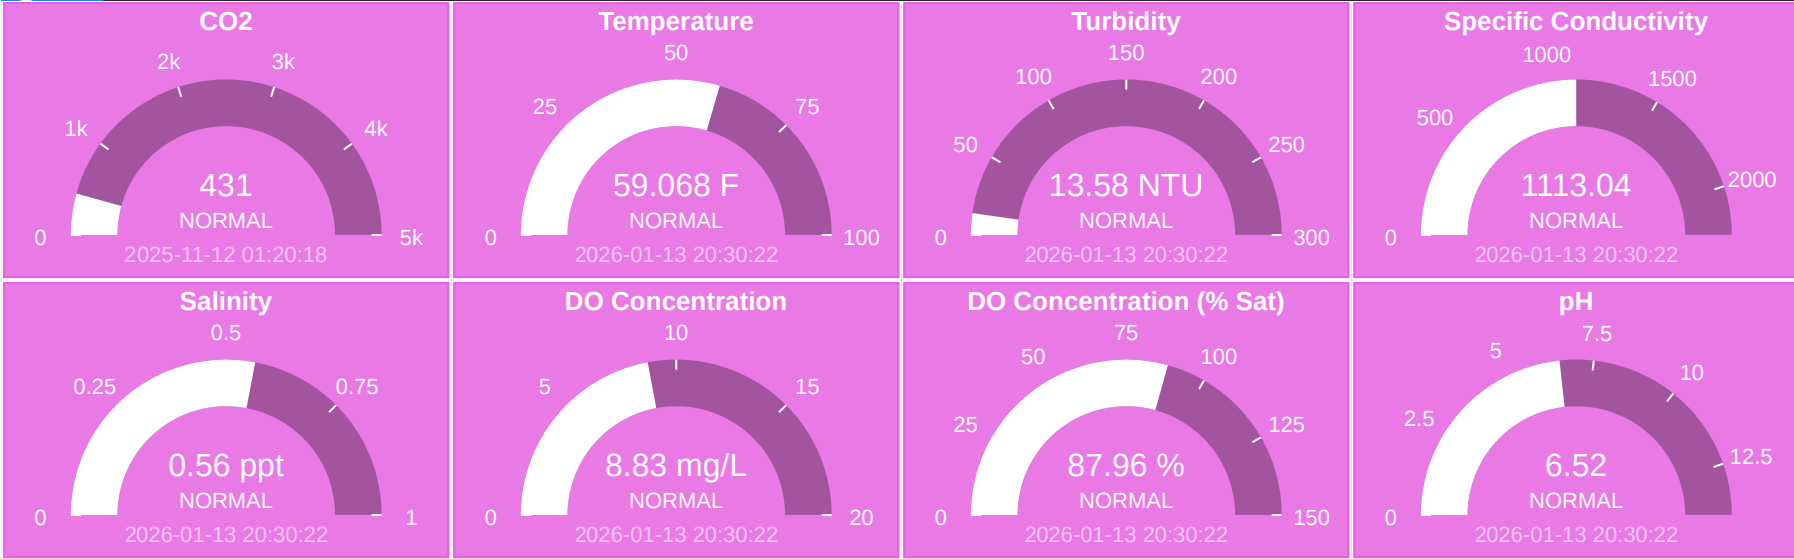 CO2
0
1k
2k
3k
4k
5k
431
NORMAL
2025-11-12 01:20:18
Temperature
0
25
50
75
100
59.068 F
NORMAL
2026-01-13 20:30:22
Turbidity
0
50
100
150
200
250
300
13.58 NTU
NORMAL
2026-01-13 20:30:22
Specific Conductivity
0
500
1000
1500
2000
1113.04
NORMAL
2026-01-13 20:30:22
Salinity
0
0.25
0.5
0.75
1
0.56 ppt
NORMAL
2026-01-13 20:30:22
DO Concentration
0
5
10
15
20
8.83 mg/L
NORMAL
2026-01-13 20:30:22
DO Concentration (% Sat)
0
25
50
75
100
125
150
87.96 %
NORMAL
2026-01-13 20:30:22
pH
0
2.5
5
7.5
10
12.5
6.52
NORMAL
2026-01-13 20:30:22